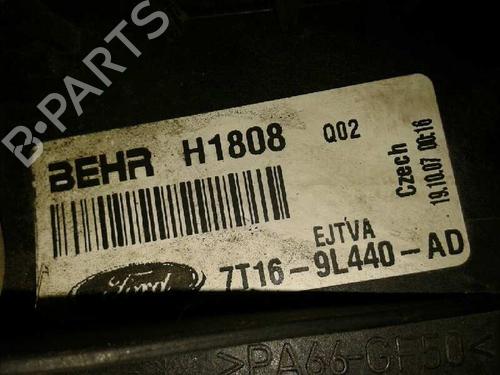 B-PARTS
BEHR H1808 Q02
Czech
19.10.07 00:16
EJTVA
Ford 7T16-9L440-AD
>PA66-GF50<